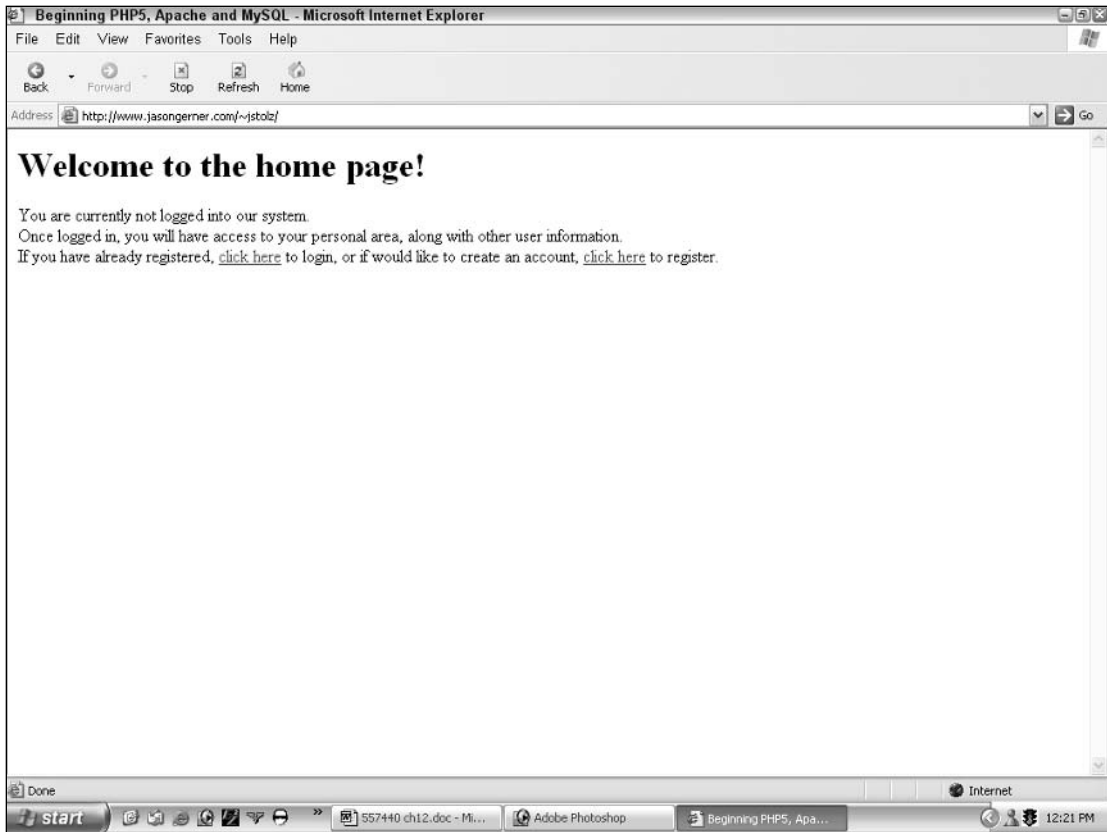 Beginning PHP5, Apache and MySQL - Microsoft Internet Explorer
File Edit View Favorites Tools Help
Back Forward Stop Refresh Home
Address http://www.jasongerner.com/~jstolz/ Go
Welcome to the home page!
You are currently not logged into our system.
Once logged in, you will have access to your personal area, along with other user information.
If you have already registered, click here to login, or if would like to create an account, click here to register.
Done Internet
start » 557440 ch12.doc - Mi... Adobe Photoshop Beginning PHP5, Apa... 12:21 PM